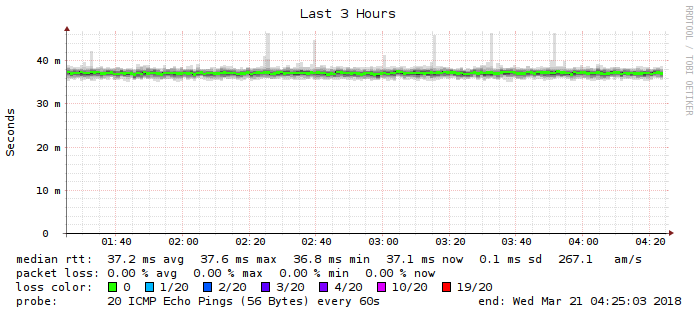 Last 3 Hours
RRDTOOL / TOBI OETIKER
Seconds
40 m
30 m
20 m
10 m
0
01:40 02:00 02:20 02:40 03:00 03:20 03:40 04:00 04:20
median rtt: 37.2 ms avg 37.6 ms max 36.8 ms min 37.1 ms now 0.1 ms sd 267.1 am/s
packet loss: 0.00 % avg 0.00 % max 0.00 % min 0.00 % now
loss color: 0 1/20 2/20 3/20 4/20 10/20 19/20
probe: 20 ICMP Echo Pings (56 Bytes) every 60s end: Wed Mar 21 04:25:03 2018